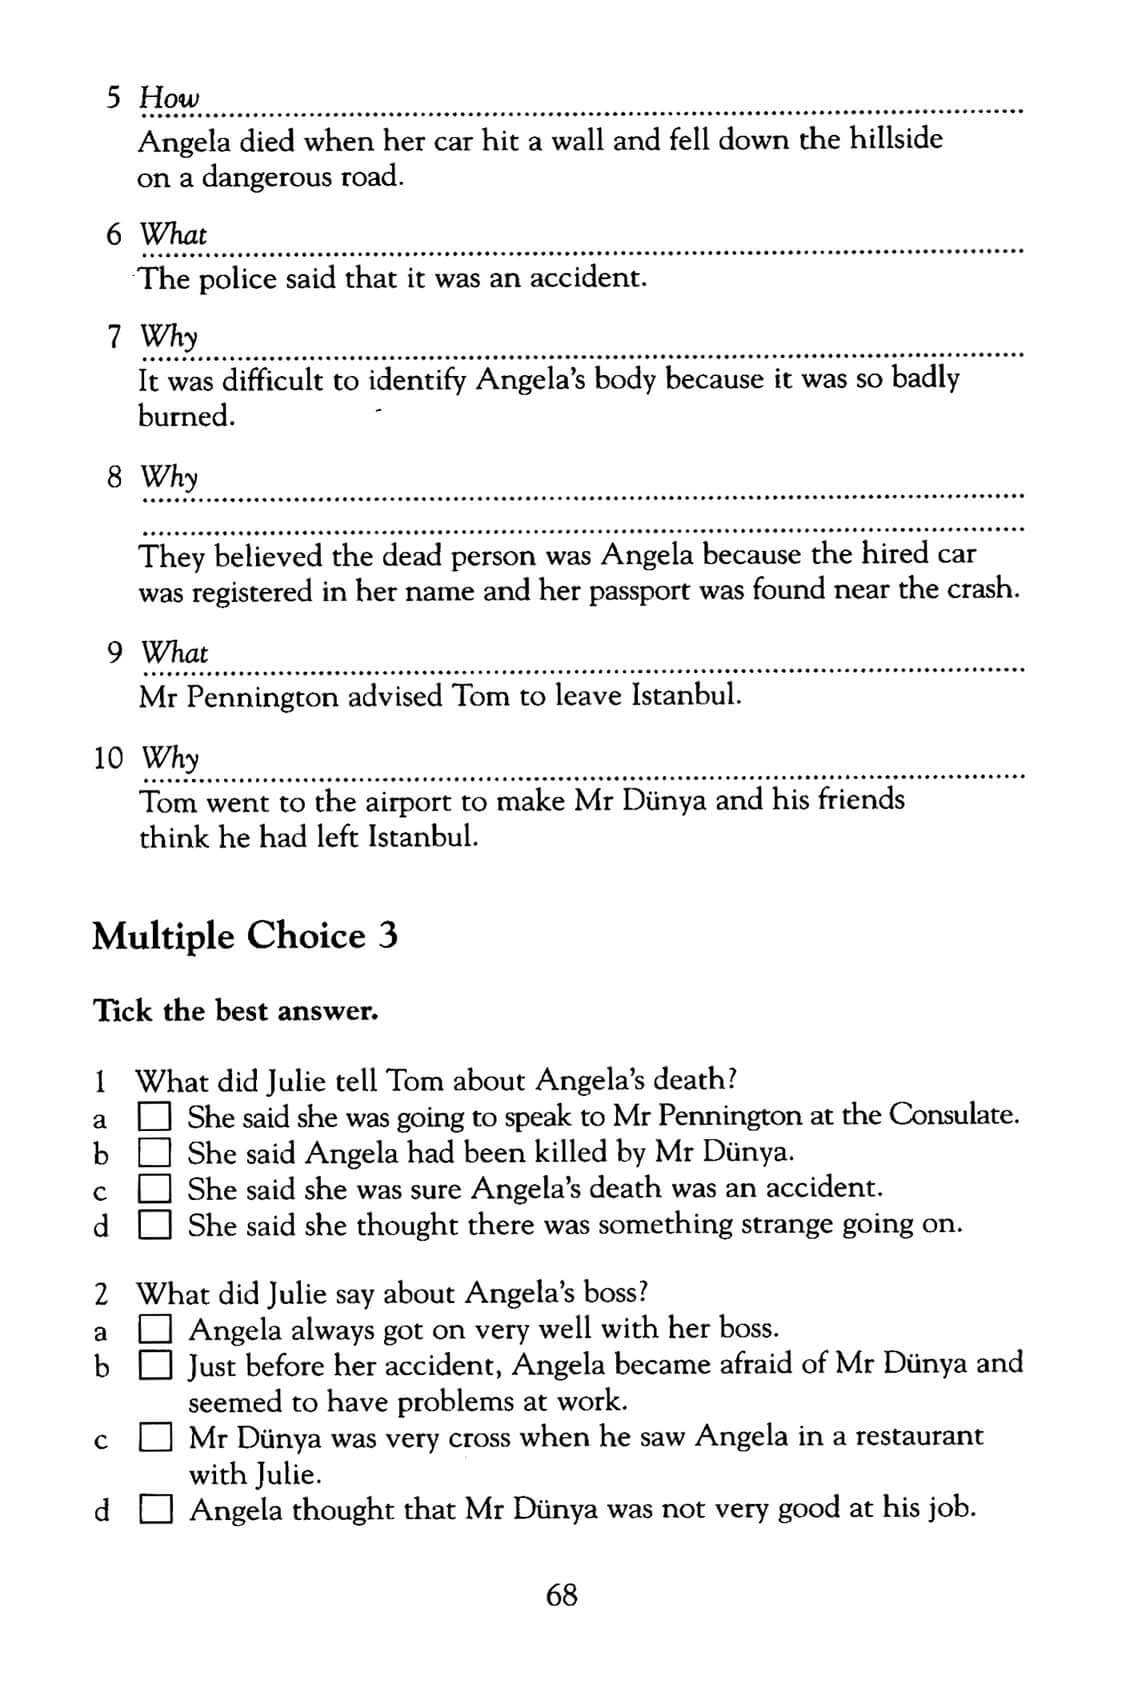 5 How
Angela died when her car hit a wall and fell down the hillside
on a dangerous road.
6 What
The police said that it was an accident.
7 Why
It was difficult to identify Angela's body because it was so badly
burned.
8 Why
They believed the dead person was Angela because the hired car
was registered in her name and her passport was found near the crash.
9 What
Mr Pennington advised Tom to leave Istanbul.
10 Why
Tom went to the airport to make Mr Dünya and his friends
think he had left Istanbul.
Multiple Choice 3
Tick the best answer.
1 What did Julie tell Tom about Angela's death?
a She said she was going to speak to Mr Pennington at the Consulate.
b She said Angela had been killed by Mr Dünya.
c She said she was sure Angela's death was an accident.
d She said she thought there was something strange going on.
2 What did Julie say about Angela's boss?
a Angela always got on very well with her boss.
b Just before her accident, Angela became afraid of Mr Dünya and
seemed to have problems at work.
c Mr Dünya was very cross when he saw Angela in a restaurant
with Julie.
d Angela thought that Mr Dünya was not very good at his job.
68